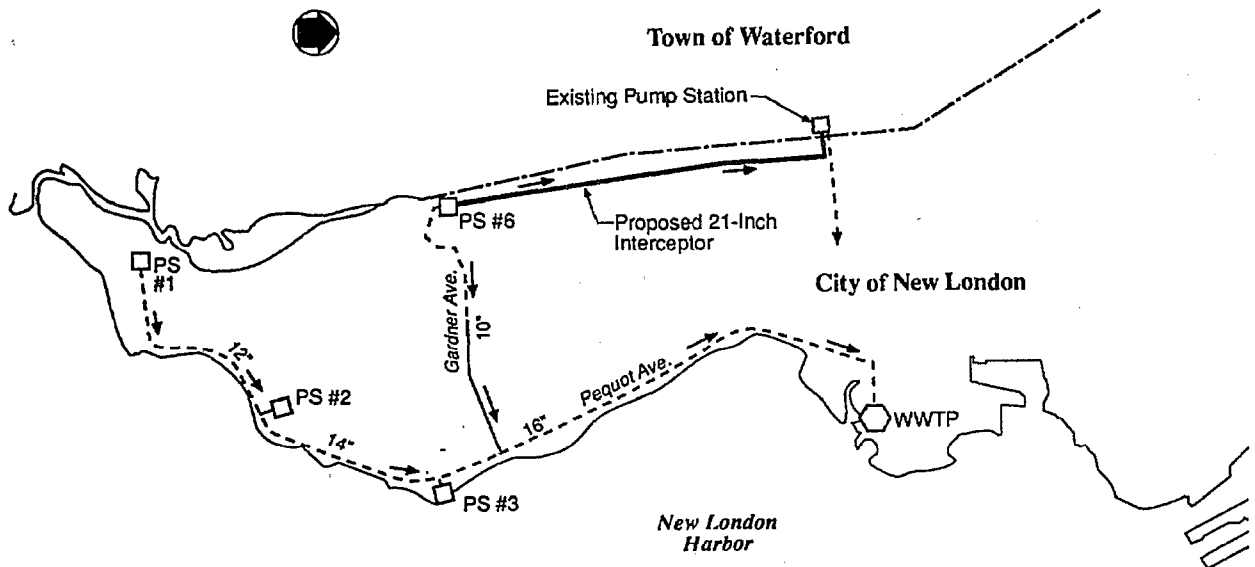 Town of Waterford
Existing Pump Station
PS #6
Proposed 21-Inch
Interceptor
PS
#1
City of New London
Gardner Ave.
10"
12"
Pequot Ave.
16"
PS #2
14"
WWTP
PS #3
New London
Harbor